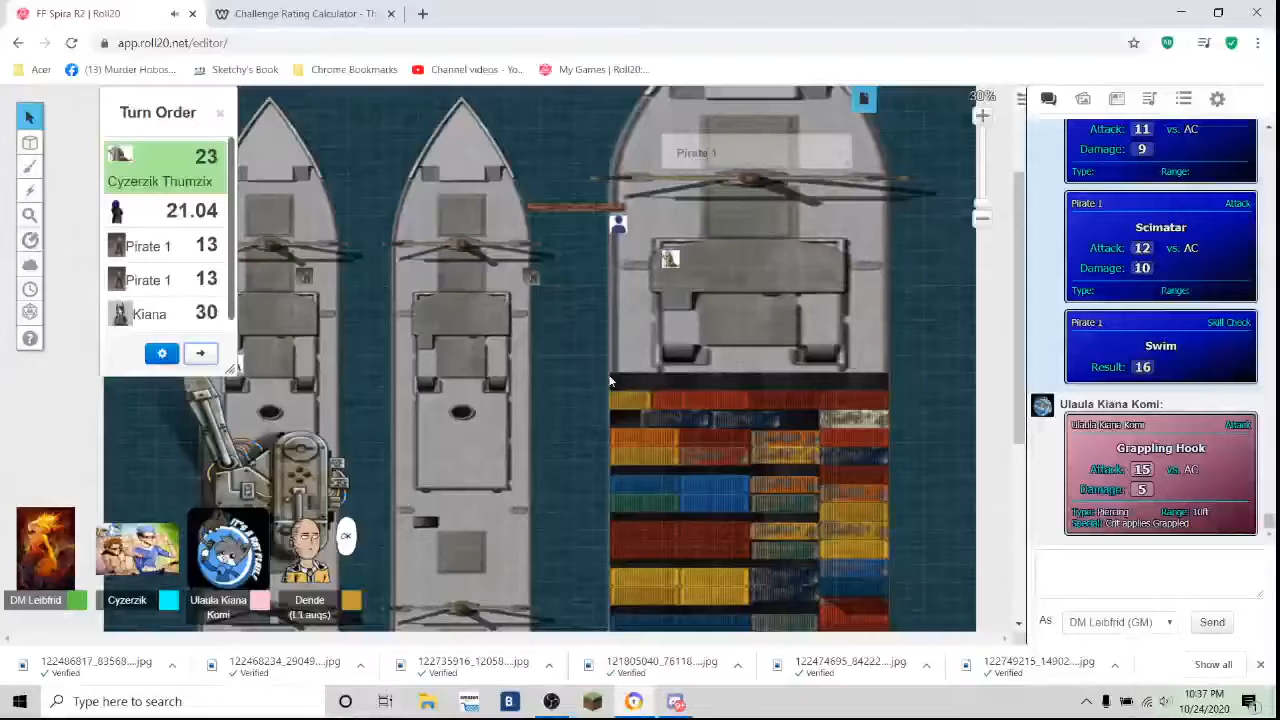 FF Spira R2 | Roll20
Challenge Rating Calculator - Th
app.roll20.net/editor/
Acer
(13) Murder Hobos...
Sketchy's Book
Chrome Bookmarks
Channel videos - Yo...
My Games | Roll20:...
Turn Order
23
Cyzerzik Thumzix
21.04
Pirate 1 13
Pirate 1 13
Kiana 30
Pirate 1
30%
Attack: 11 vs. AC
Damage: 9
Type: Range:
Pirate 1 Attack
Scimatar
Attack: 12 vs. AC
Damage: 10
Type: Range:
Pirate 1 Skill Check
Swim
Result: 16
Ulaula Kiana Komi:
Ulaula Kiana Komi Attack
Grappling Hook
Attack: 15 vs. AC
Damage: 5
Type: Piercing Range: 10ft
Special: Crit applies Grappled
IT'S A
OK
DM Leibfrid
Cyzerzik
Ulaula Kiana
Komi
Dende
As: DM Leibfrid (GM)
Send
122486817_83568....jpg
Verified
122468234_29049....jpg
Verified
122735916_12058....jpg
Verified
121805040_76118....jpg
Verified
122474695_84222....jpg
Verified
122749215_14902....jpg
Verified
Show all
Type here to search
10:37 PM
10/24/2020